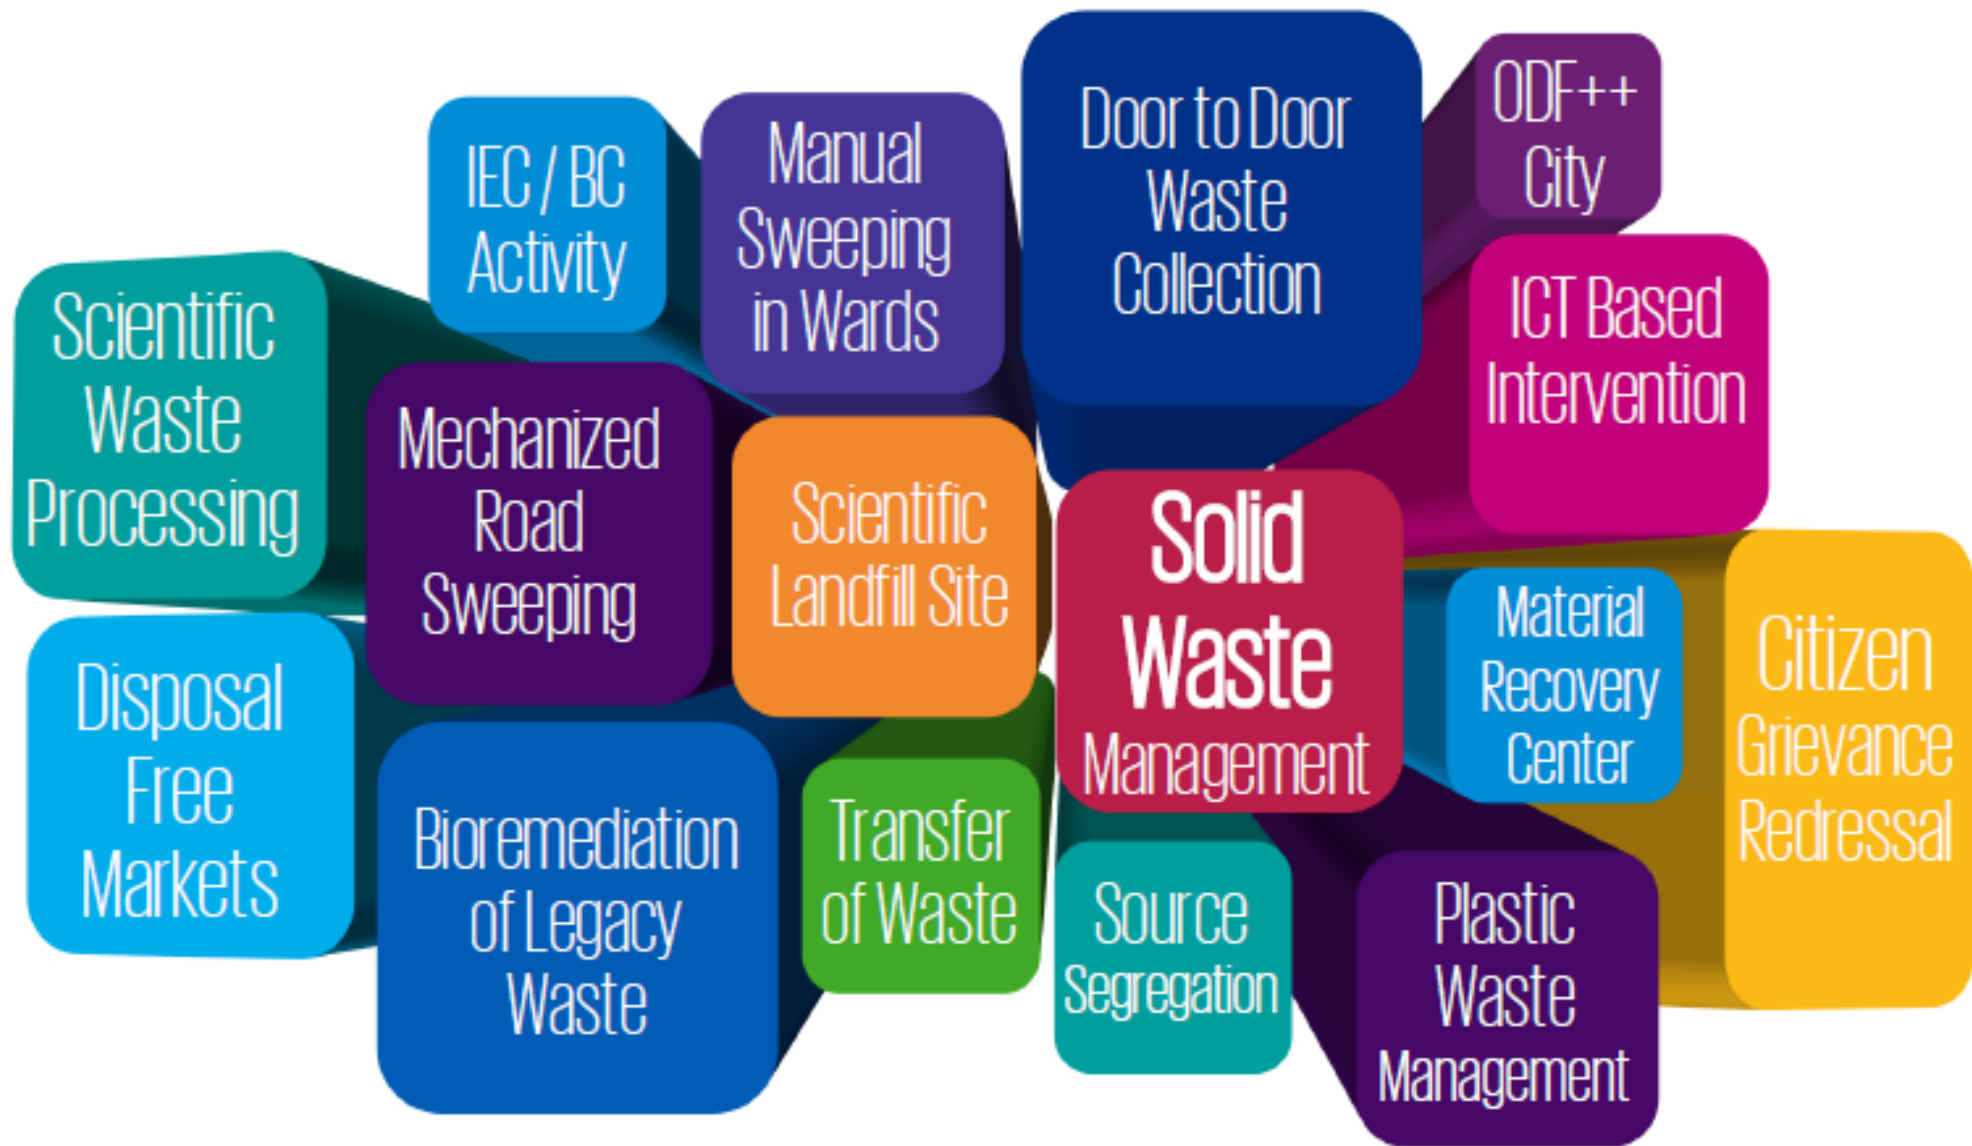 Door to Door
Waste
Collection
ODF++
City
IEC / BC
Activity
Manual
Sweeping
in Wards
ICT Based
Intervention
Scientific
Waste
Processing
Mechanized
Road
Sweeping
Scientific
Landfill Site
Solid
Waste
Management
Material
Recovery
Center
Citizen
Grievance
Redressal
Disposal
Free
Markets
Bioremediation
of Legacy
Waste
Transfer
of Waste
Source
Segregation
Plastic
Waste
Management